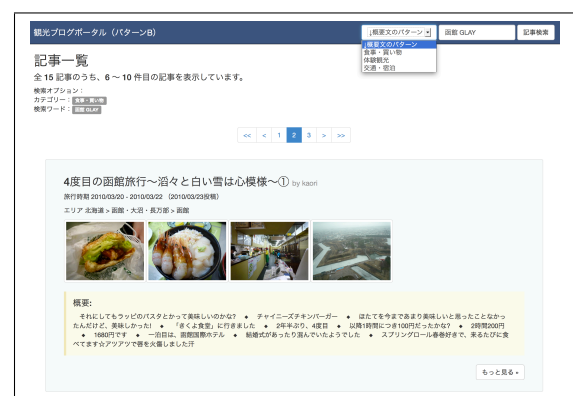 観光ブログポータル（パターンB）
↓概要文のパターン
函館 GLAY
記事検索
↓概要文のパターン
食事・買い物
体験観光
交通・宿泊
記事一覧
全 15 記事のうち、6 〜 10 件目の記事を表示しています。
検索オプション：
カテゴリー：食事・買い物
検索ワード：函館 GLAY
<< < 1 2 3 > >>
4度目の函館旅行〜滔々と白い雪は心模様〜① by kaori
旅行時期 2010/03/20 - 2010/03/22 （2010/03/23投稿）
エリア 北海道 > 函館・大沼・長万部 > 函館
概要:
それにしてもラッピのパスタとかって美味しいのかな? ◆ チャイニーズチキンバーガー ◆ ほたてを今まであまり美味しいと思ったことなかっ
たんだけど、美味しかった! ◆ 「きくよ食堂」に行きました ◆ 2年半ぶり、4度目 ◆ 以降1時間につき100円だったかな? ◆ 2時間200円
◆ 1680円です ◆ 一泊目は、函館国際ホテル ◆ 結婚式があったり混んでいたようでした ◆ スプリングロール春巻好きで、来るたびに食
べてます☆アツアツで唇を火傷しました汗
もっと見る »